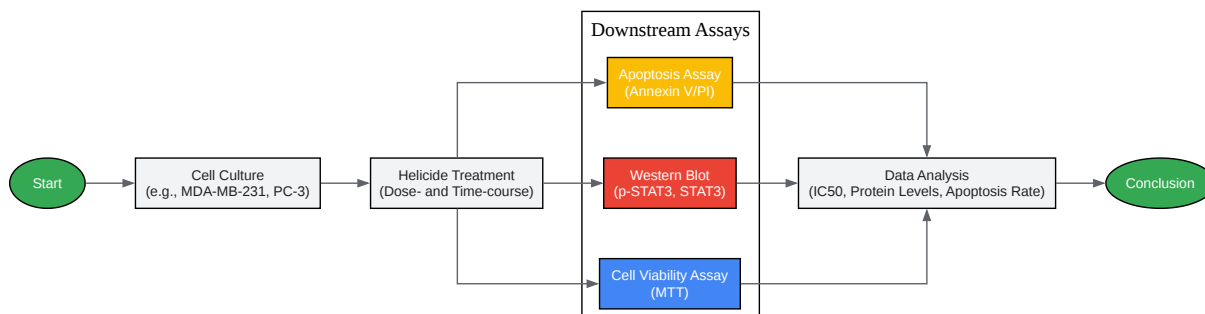 Start
Cell Culture
(e.g., MDA-MB-231, PC-3)
Helicide Treatment
(Dose- and Time-course)
Downstream Assays
Apoptosis Assay
(Annexin V/PI)
Western Blot
(p-STAT3, STAT3)
Cell Viability Assay
(MTT)
Data Analysis
(IC50, Protein Levels, Apoptosis Rate)
Conclusion